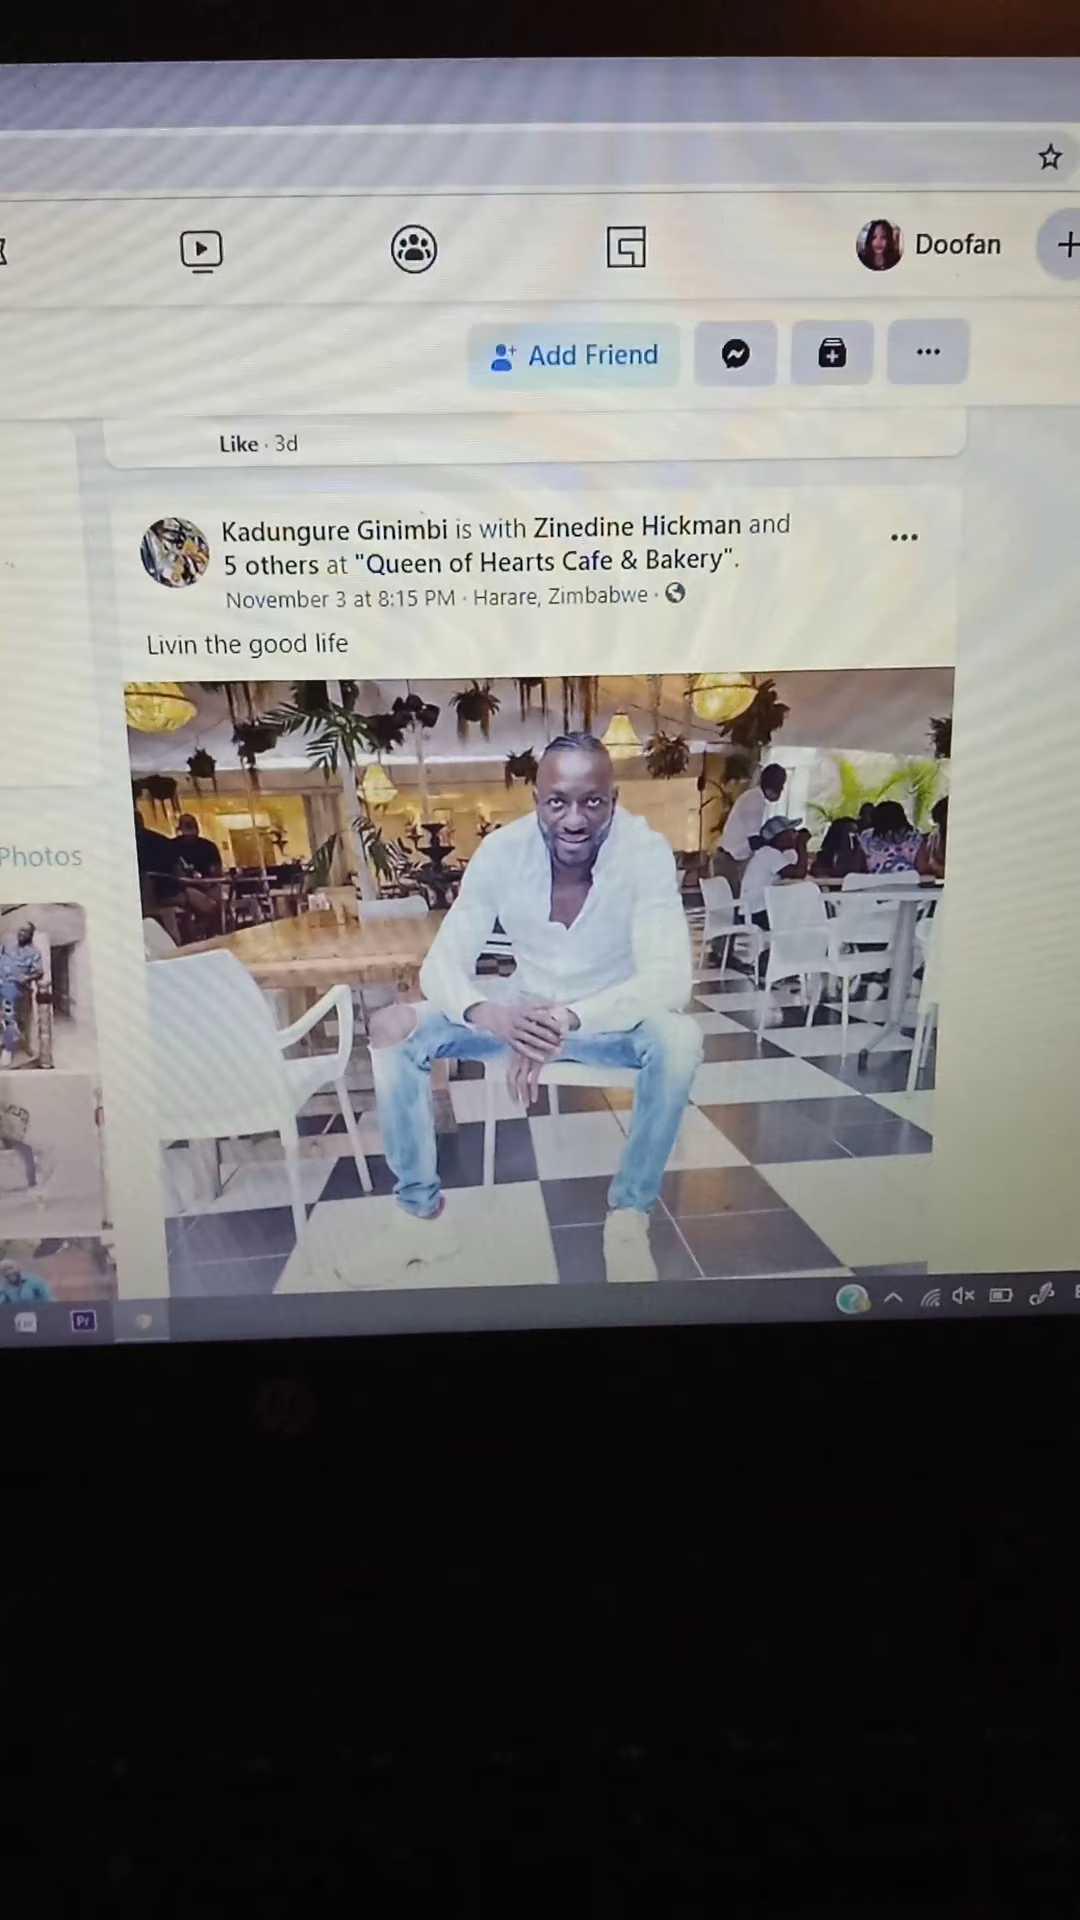 Doofan
Add Friend
Like · 3d
Kadungure Ginimbi is with Zinedine Hickman and
5 others at "Queen of Hearts Cafe & Bakery".
November 3 at 8:15 PM · Harare, Zimbabwe ·
Livin the good life
Photos
Pr